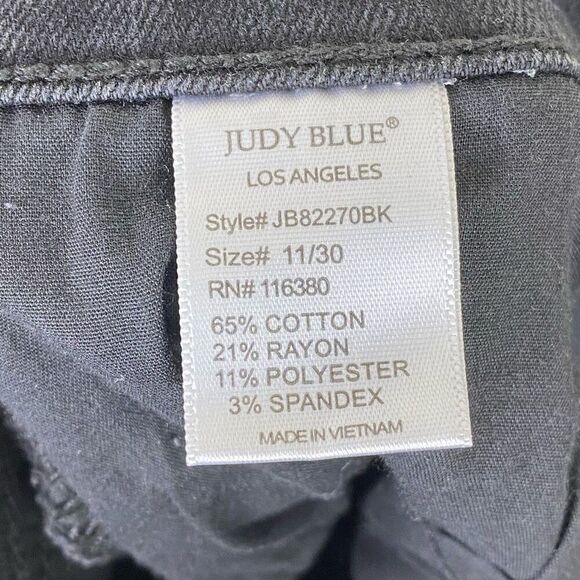 JUDY BLUE®
LOS ANGELES
Style# JB82270BK
Size# 11/30
RN# 116380
65% COTTON
21% RAYON
11% POLYESTER
3% SPANDEX
MADE IN VIETNAM